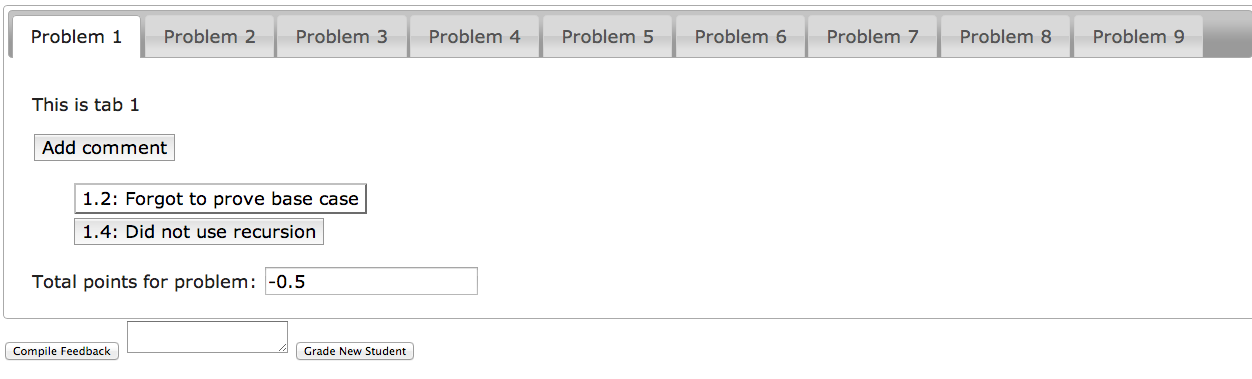 Problem 1 Problem 2 Problem 3 Problem 4 Problem 5 Problem 6 Problem 7 Problem 8 Problem 9
This is tab 1
Add comment
1.2: Forgot to prove base case
1.4: Did not use recursion
Total points for problem: -0.5
Compile Feedback Grade New Student